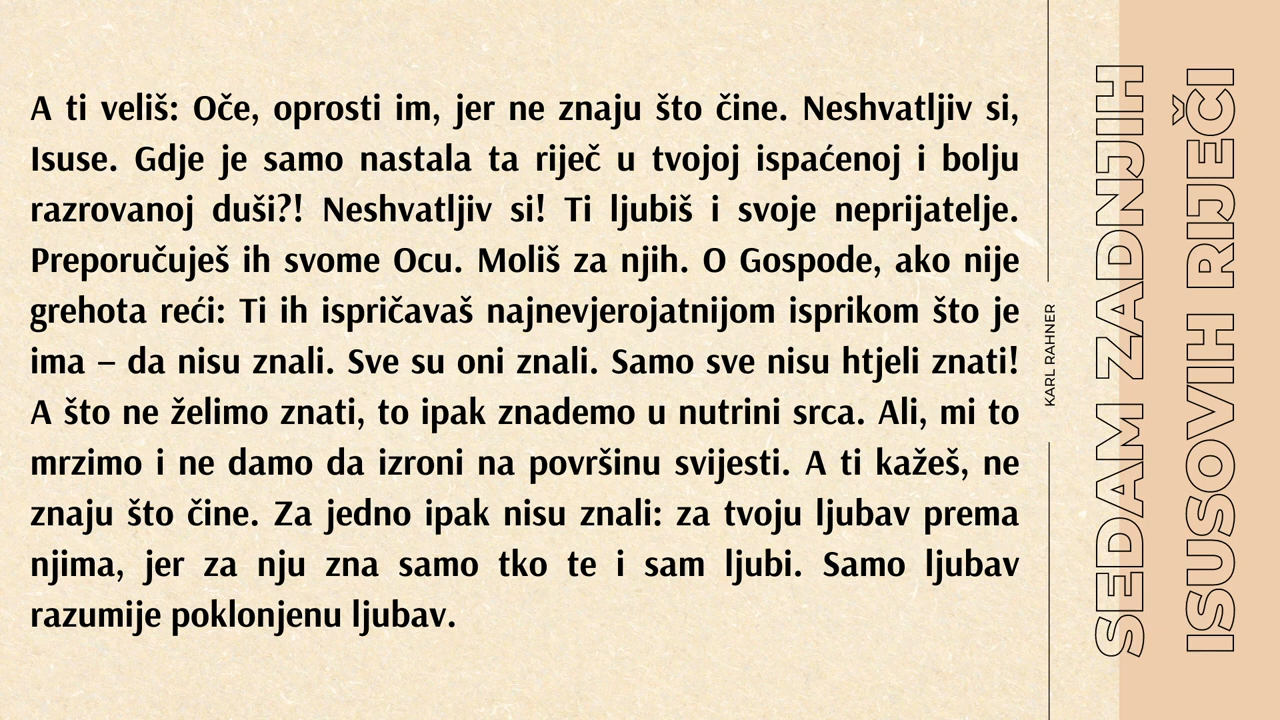 A ti veliš: Oče, oprosti im, jer ne znaju što čine. Neshvatljiv si,
Isuse. Gdje je samo nastala ta riječ u tvojoj ispaćenoj i bolju
razrovanoj duši?! Neshvatljiv si! Ti ljubiš i svoje neprijatelje.
Preporučuješ ih svome Ocu. Moliš za njih. O Gospode, ako nije
grehota reći: Ti ih ispričavaš najnevjerojatnijom isprikom što je
ima – da nisu znali. Sve su oni znali. Samo sve nisu htjeli znati!
A što ne želimo znati, to ipak znademo u nutrini srca. Ali, mi to
mrzimo i ne damo da izroni na površinu svijesti. A ti kažeš, ne
znaju što čine. Za jedno ipak nisu znali: za tvoju ljubav prema
njima, jer za nju zna samo tko te i sam ljubi. Samo ljubav
razumije poklonjenu ljubav.
KARL RAHNER
SEDAM ZADNJIH
ISUSOVIH RIJEČI